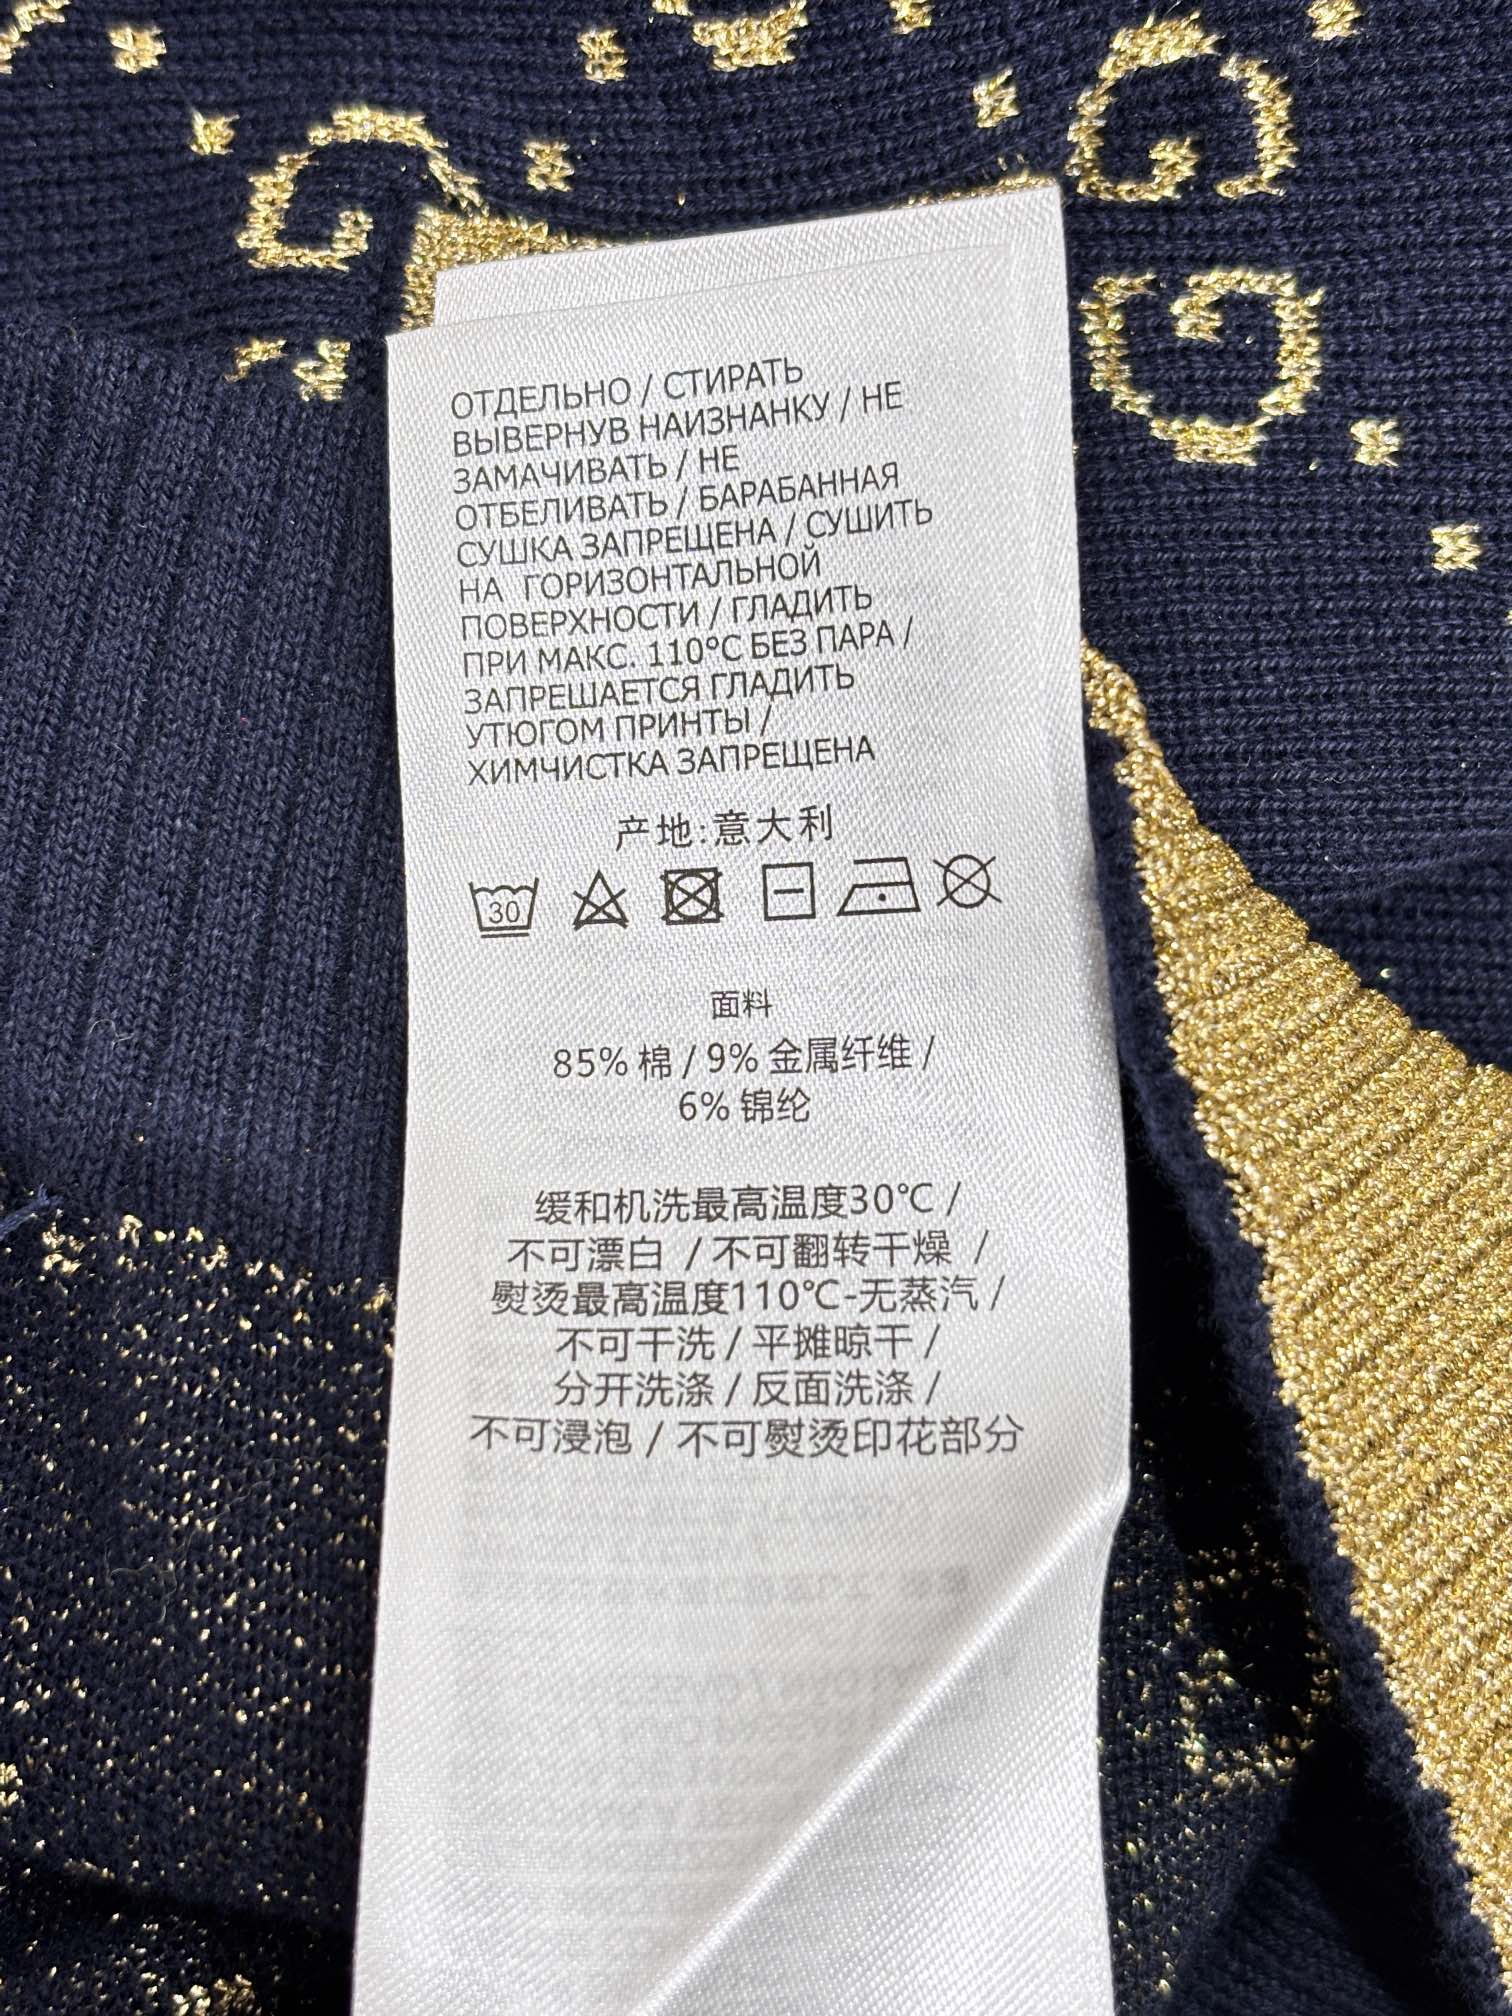 ОТДЕЛЬНО / СТИРАТЬ
ВЫВЕРНУВ НАИЗНАНКУ / НЕ
ЗАМАЧИВАТЬ / НЕ
ОТБЕЛИВАТЬ / БАРАБАННАЯ
СУШКА ЗАПРЕЩЕНА / СУШИТЬ
НА ГОРИЗОНТАЛЬНОЙ
ПОВЕРХНОСТИ / ГЛАДИТЬ
ПРИ МАКС. 110°C БЕЗ ПАРА /
ЗАПРЕШАЕТСЯ ГЛАДИТЬ
УТЮГОМ ПРИНТЫ /
ХИМЧИСТКА ЗАПРЕЩЕНА
产地:意大利
30
面料
85% 棉 / 9% 金属纤维 /
6% 锦纶
缓和机洗最高温度30℃ /
不可漂白 / 不可翻转干燥 /
熨烫最高温度110℃-无蒸汽 /
不可干洗 / 平摊晾干 /
分开洗涤 / 反面洗涤 /
不可浸泡 / 不可熨烫印花部分